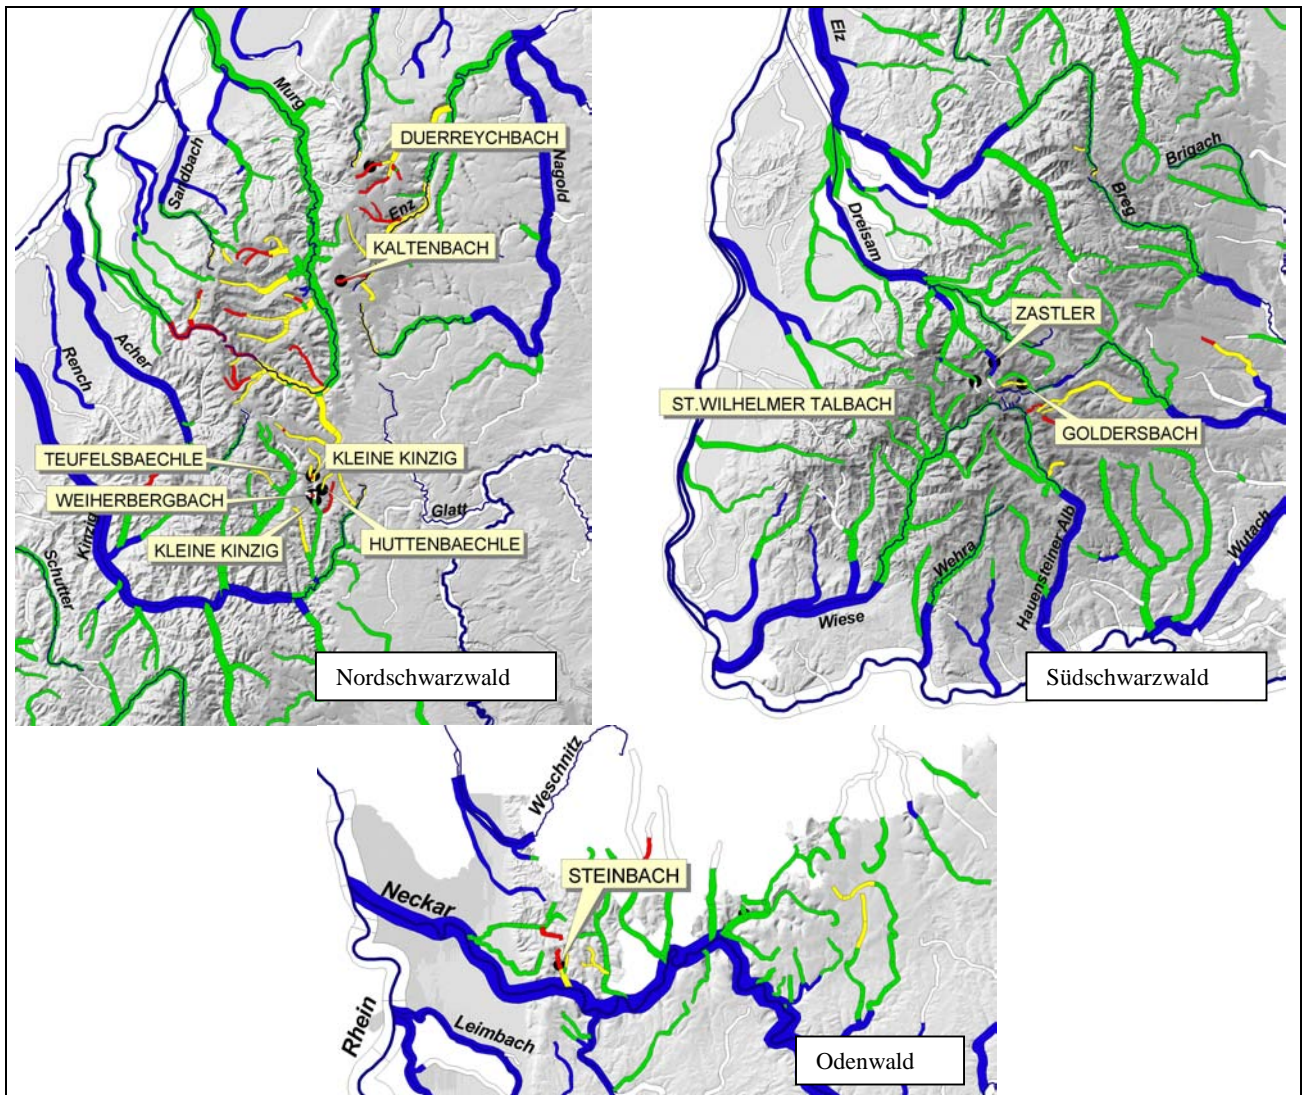 Murg
DUERREYCHBACH
Sandbach
Nagold
Enz
KALTENBACH
Acher
Rench
TEUFELSBAECHLE
KLEINE KINZIG
WEIHERBERGBACH
Glatt
Kinzig
KLEINE KINZIG
HUTTENBAECHLE
Schutter
Nordschwarzwald
Elz
Brigach
Breg
Dreisam
ZASTLER
ST.WILHELMER TALBACH
GOLDERSBACH
Wehra
Hauensteiner Alb
Wutach
Wiese
Südschwarzwald
Weschnitz
STEINBACH
Neckar
Rhein
Leimbach
Odenwald